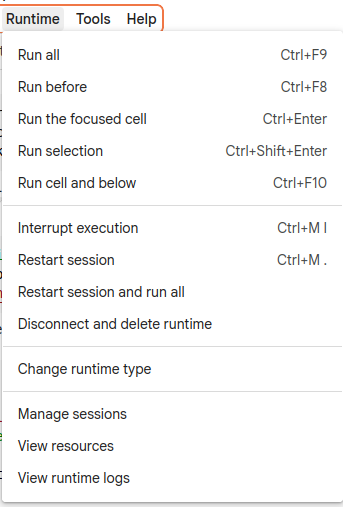 Runtime Tools Help
Run all Ctrl+F9
Run before Ctrl+F8
Run the focused cell Ctrl+Enter
Run selection Ctrl+Shift+Enter
Run cell and below Ctrl+F10
Interrupt execution Ctrl+M I
Restart session Ctrl+M .
Restart session and run all
Disconnect and delete runtime
Change runtime type
Manage sessions
View resources
View runtime logs